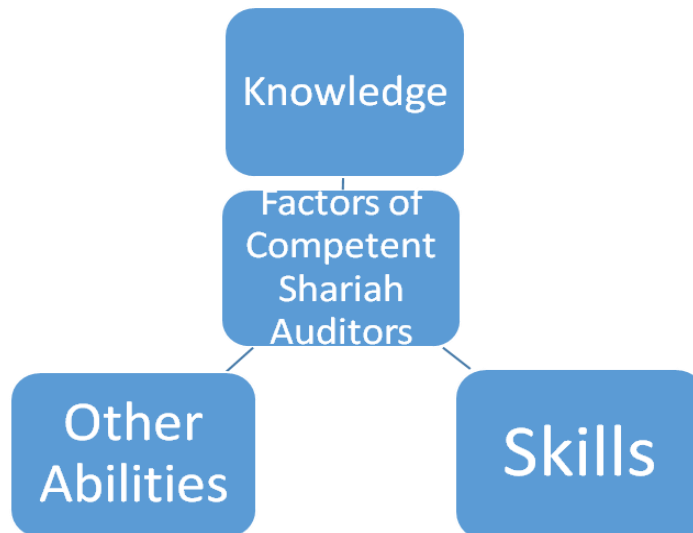 Knowledge
Factors of
Competent
Shariah
Auditors
Other
Abilities
Skills